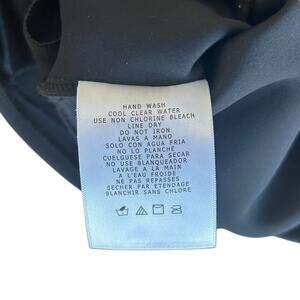 HAND WASH
COOL CLEAR WATER
USE NON CHLORINE BLEACH
LINE DRY
DO NOT IRON
LAVAS A MANO
SOLO CON AGUA FRIA
NO LO PLANCHE
CUELGUESE PARA SECAR
NO USE BLANQUEADOR
LAVAGE A LA MAIN
A L'EAU FROIDE
NE PAS REPASSES
SECHER PAR ETENDAGE
BLANCHIR SANS CHLORE